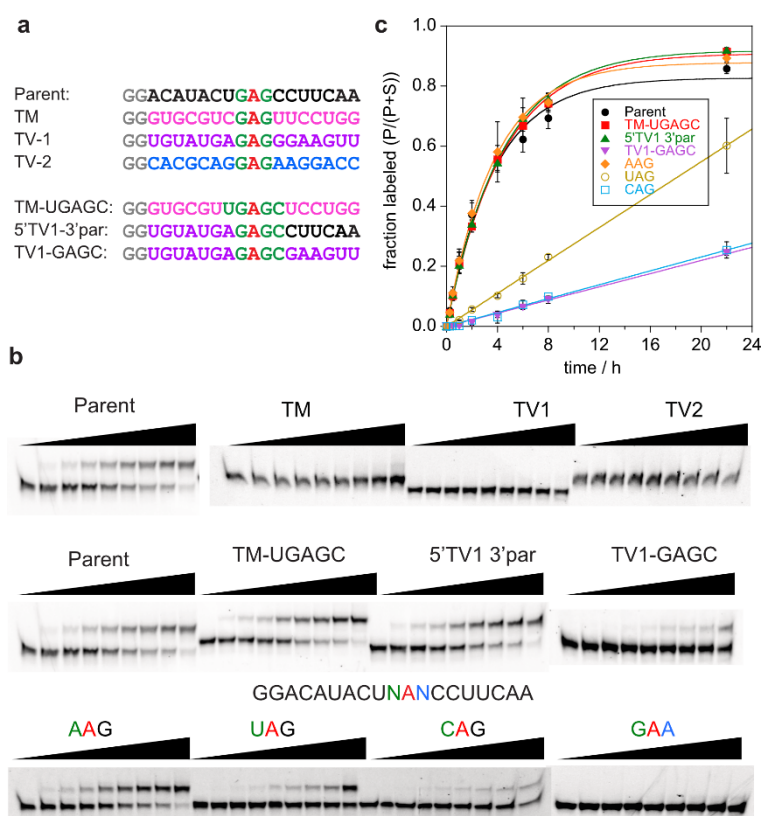 a
Parent: GGACAUACUGAGCCUUCAA
TM GGGUGCGUCGAGUUCCUGG
TV-1 GGUGUAUGAGAGGGAAGUU
TV-2 GGCACGCAGGAGAAGGACC
TM-UGAGC: GGGUGCGUUGAGCUCCUGG
5'TV1-3'par: GGUGUAUGAGAGCCUUCAA
TV1-GAGC: GGUGUAUGAGAGCGAAGUU
c
fraction labeled (P/(P+S))
1.0
0.8
0.6
0.4
0.2
0.0
Parent
TM-UGAGC
5'TV1 3'par
TV1-GAGC
AAG
UAG
CAG
0 4 8 12 16 20 24
time / h
b
Parent TM TV1 TV2
Parent TM-UGAGC 5'TV1 3'par TV1-GAGC
GGACAUACUNANCCUUCAA
AAG UAG CAG GAA